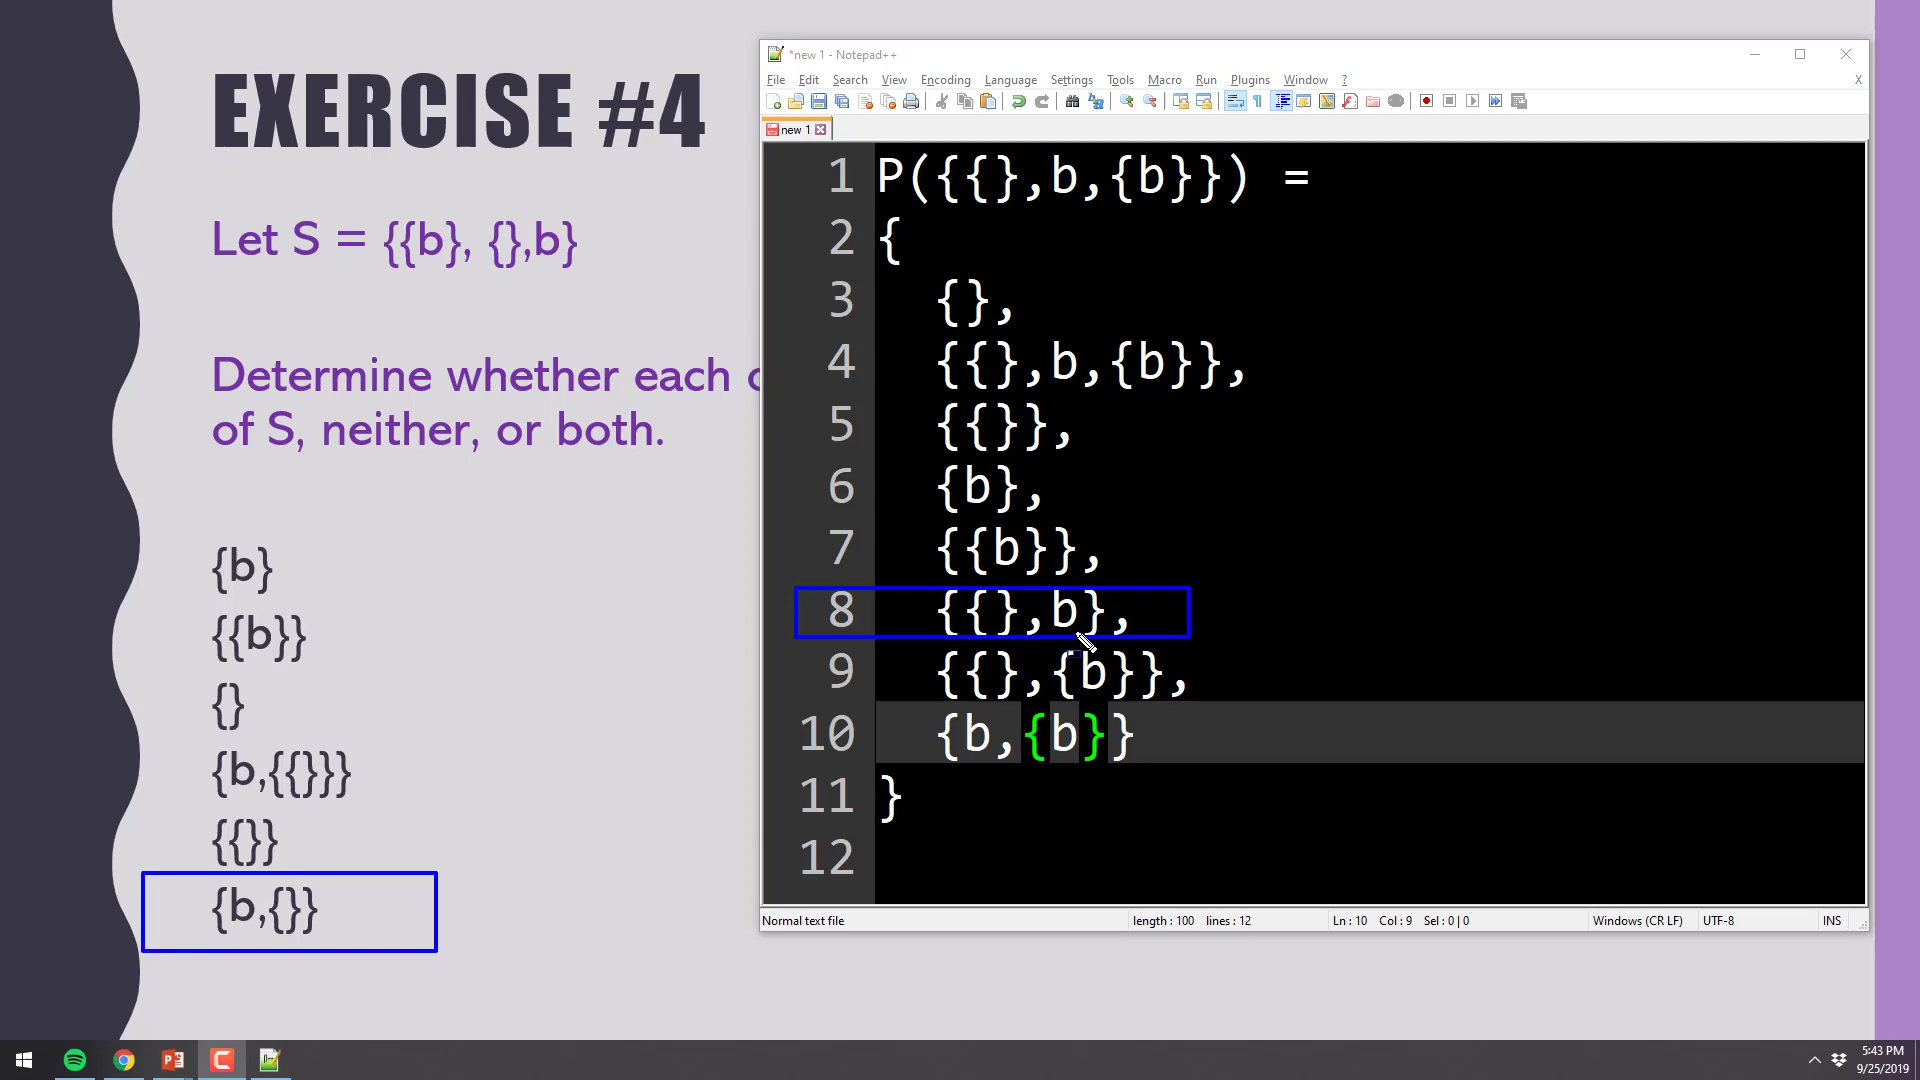 EXERCISE #4
Let S = {{b}, {},b}
Determine whether each
of S, neither, or both.
{b}
{{b}}
{}
{b,{{}}}
{{}}
{b,{}}
*new 1 - Notepad++
File Edit Search View Encoding Language Settings Tools Macro Run Plugins Window ? X
new 1
1 P({{},b,{b}}) =
2 {
3 {},
4 {{},b,{b}},
5 {{}},
6 {b},
7 {{b}},
8 {{},b},
9 {{},{b}},
10 {b,{b}}
11 }
12
Normal text file length : 100 lines : 12 Ln : 10 Col : 9 Sel : 0 | 0 Windows (CR LF) UTF-8 INS
5:43 PM
9/25/2019